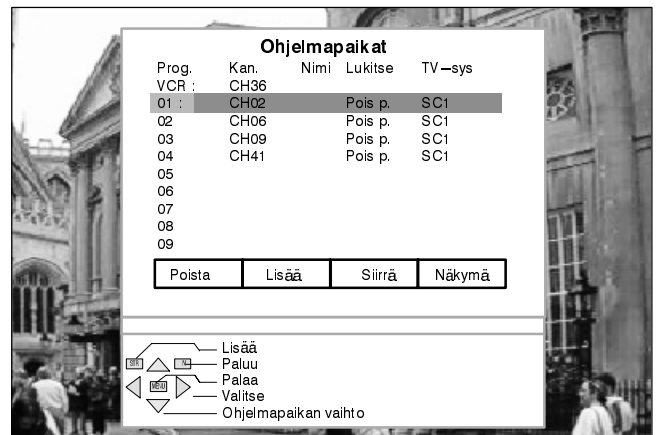 Ohjelmapaikat
Prog. Kan. Nimi Lukitse TV–sys
VCR : CH36
01 : CH02 Pois p. SC1
02 CH06 Pois p. SC1
03 CH09 Pois p. SC1
04 CH41 Pois p. SC1
05
06
07
08
09
Poista Lisää Siirrä Näkymä
Lisää
STR N Paluu
MENU Palaa
Valitse
Ohjelmapaikan vaihto